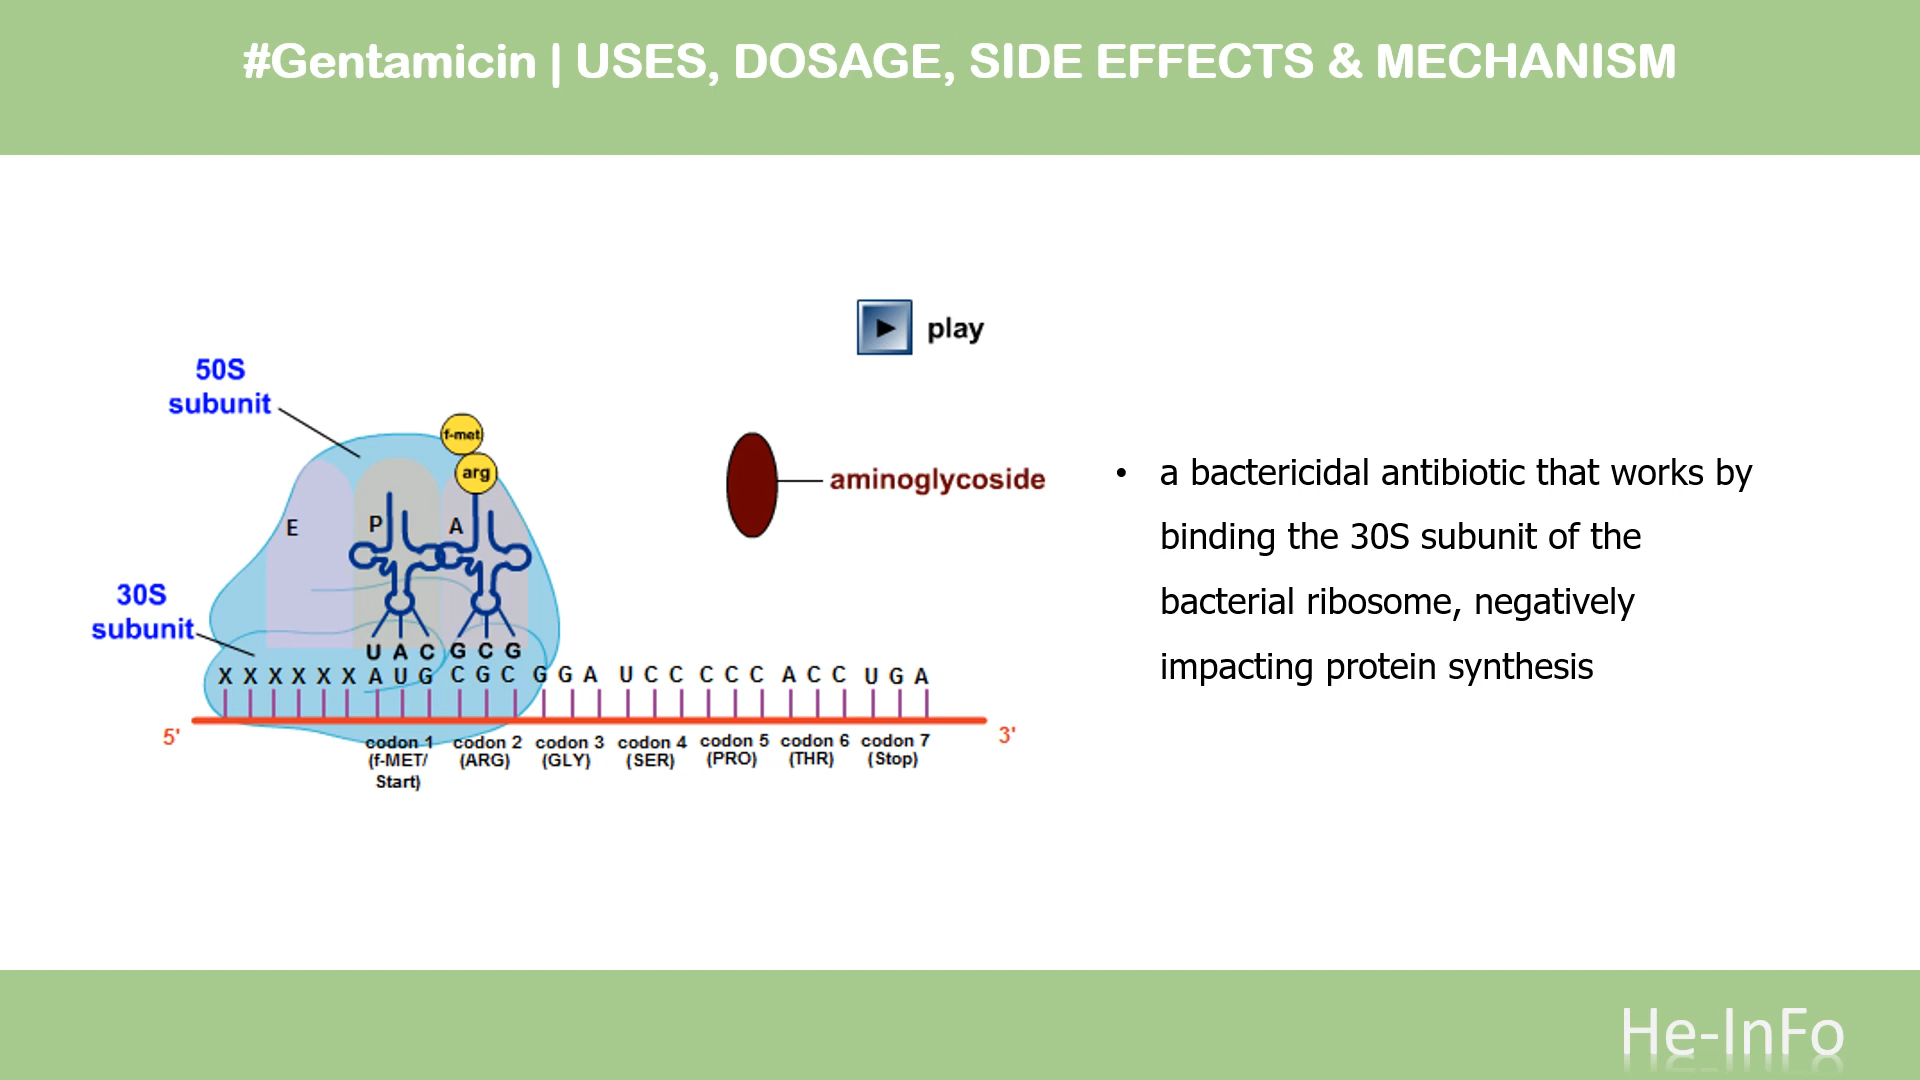 #Gentamicin | USES, DOSAGE, SIDE EFFECTS & MECHANISM
play
50S
subunit
f-met
arg
aminoglycoside
E P A
30S
subunit
U A C G C G
X X X X X X A U G C G C G G A U C C C C C A C C U G A
5' 3'
codon 1 codon 2 codon 3 codon 4 codon 5 codon 6 codon 7
(f-MET/ (ARG) (GLY) (SER) (PRO) (THR) (Stop)
Start)
• a bactericidal antibiotic that works by
binding the 30S subunit of the
bacterial ribosome, negatively
impacting protein synthesis
He-InFo